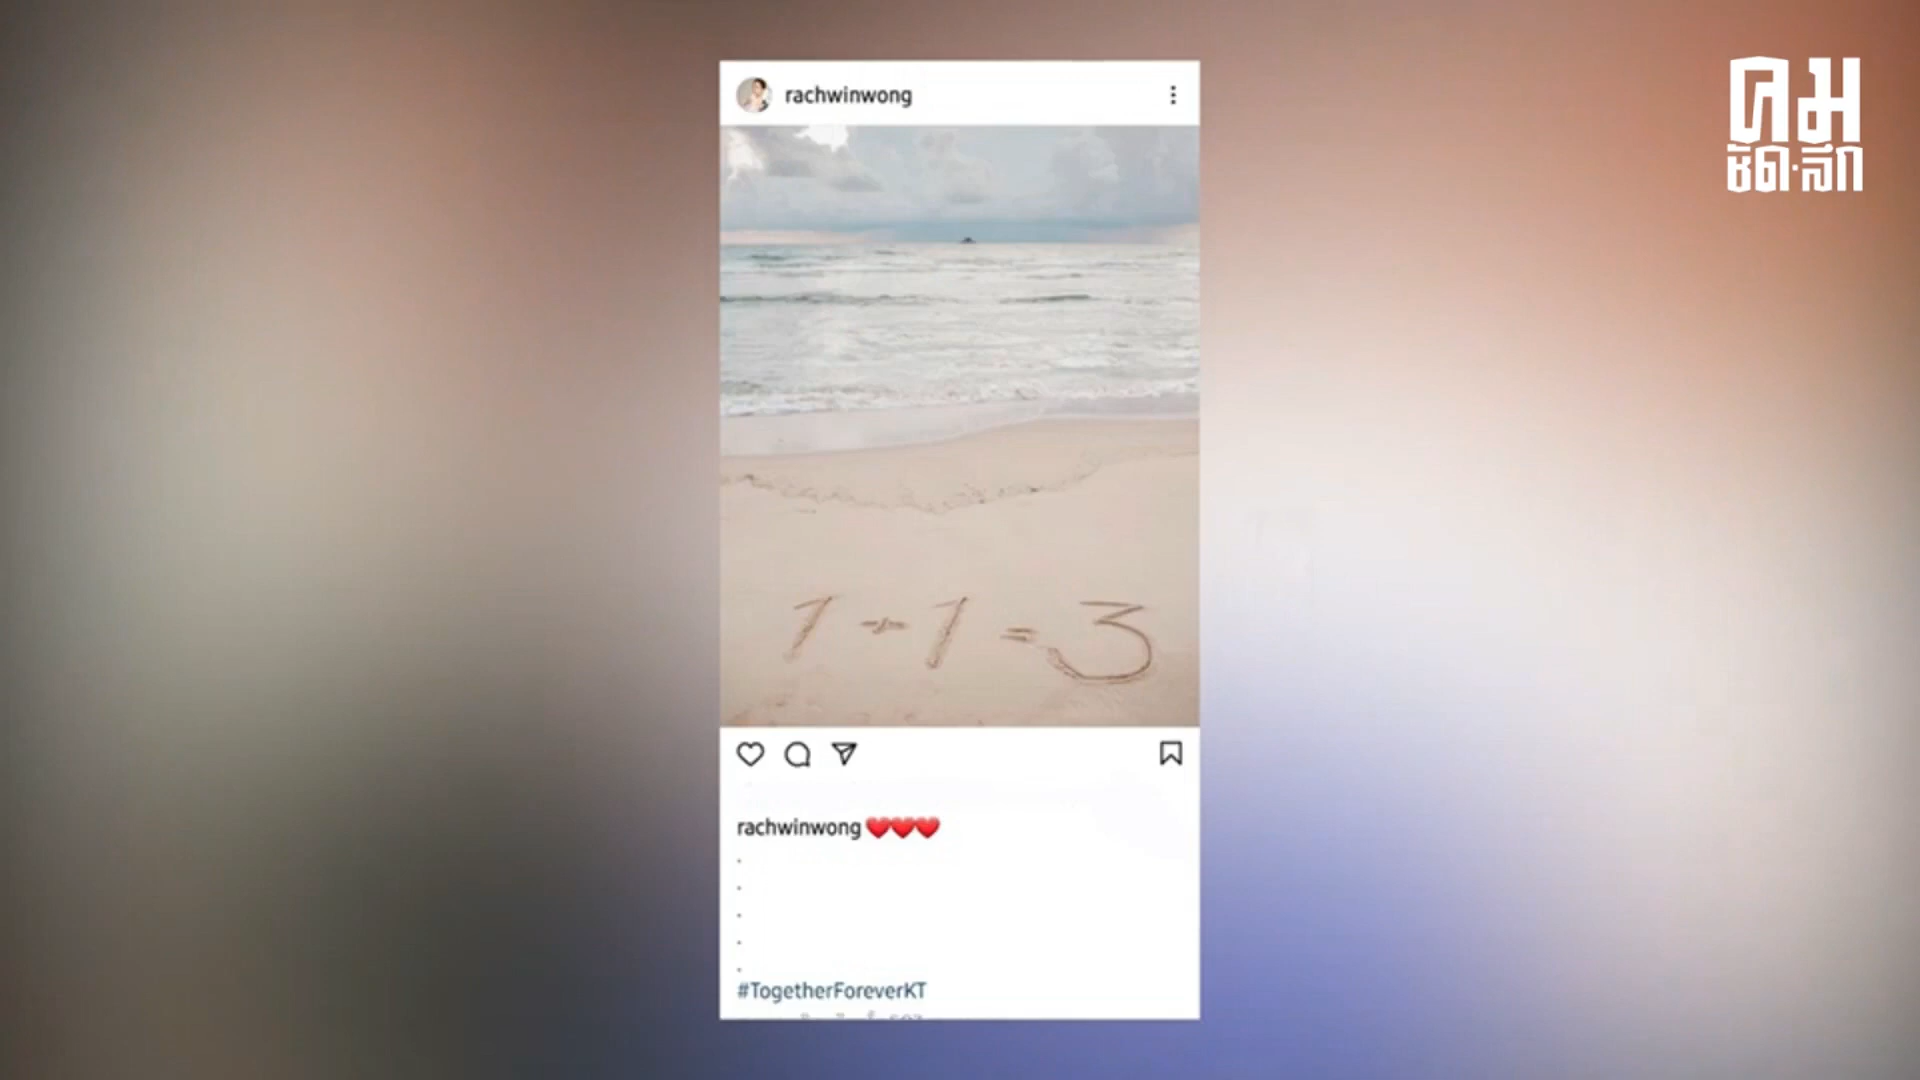 rachwinwong
คม
ชัด·ลึก
1+1=3
rachwinwong ❤️❤️❤️
.
.
.
.
.
#TogetherForeverKT